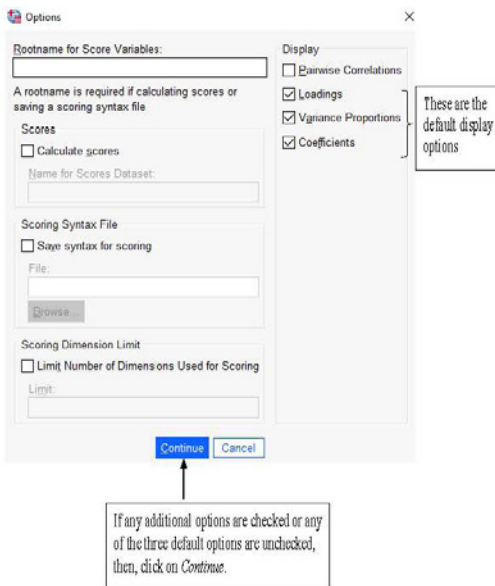 Options
Rootname for Score Variables:
A rootname is required if calculating scores or
saving a scoring syntax file
Scores
Calculate scores
Name for Scores Dataset:
Scoring Syntax File
Save syntax for scoring
File:
Browse...
Scoring Dimension Limit
Limit Number of Dimensions Used for Scoring
Limit:
Display
Pairwise Correlations
Loadings
Variance Proportions
Coefficients
These are the
default display
options
Continue
Cancel
If any additional options are checked or any
of the three default options are unchecked,
then, click on Continue.